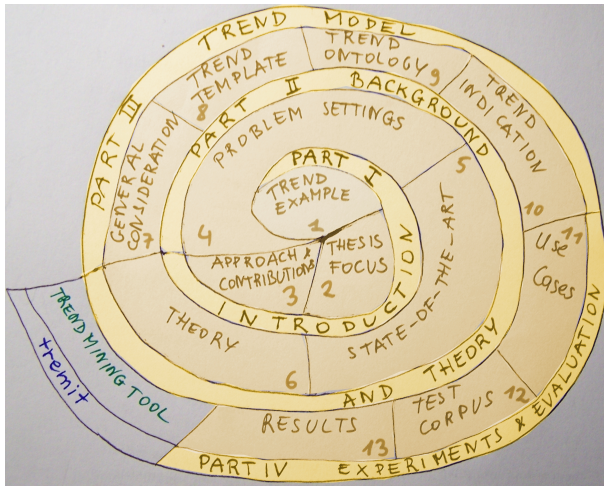 PART I
INTRODUCTION
TREND
EXAMPLE
1
THESIS
FOCUS
2
APPROACH &
CONTRIBUTIONS
3
PART II BACKGROUND
AND THEORY
PROBLEM SETTINGS
4
5
STATE-OF-THE-ART
THEORY
6
PART III
TREND MODEL
GENERAL
CONSIDERATION
7
TREND
TEMPLATE
8
TREND
ONTOLOGY
9
TREND
INDICATION
10
PART IV EXPERIMENTS & EVALUATION
11
USE
CASES
TEST
CORPUS
12
RESULTS
13
TREND MINING TOOL
tremit